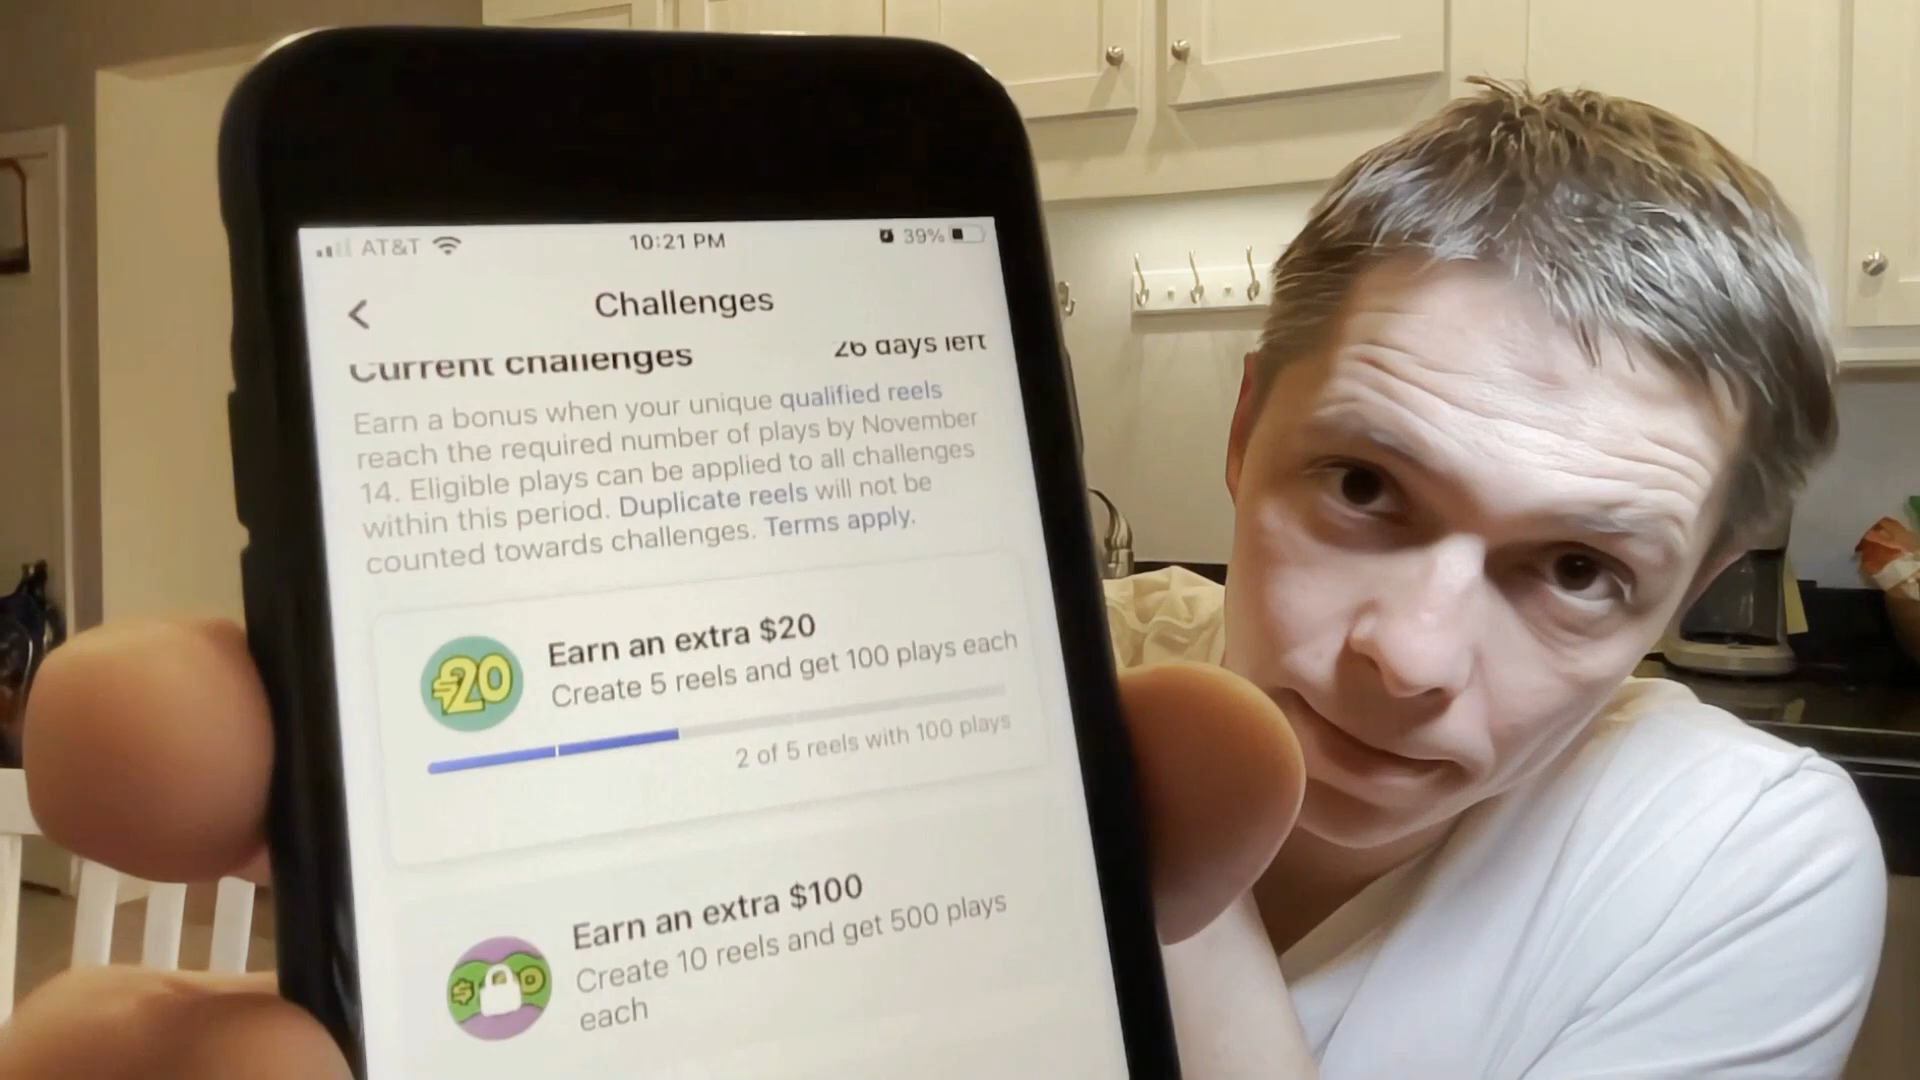 AT&T 10:21 PM 39%
Challenges
Current challenges 26 days left
Earn a bonus when your unique qualified reels
reach the required number of plays by November
14. Eligible plays can be applied to all challenges
within this period. Duplicate reels will not be
counted towards challenges. Terms apply.
$20
Earn an extra $20
Create 5 reels and get 100 plays each
2 of 5 reels with 100 plays
Earn an extra $100
Create 10 reels and get 500 plays
each